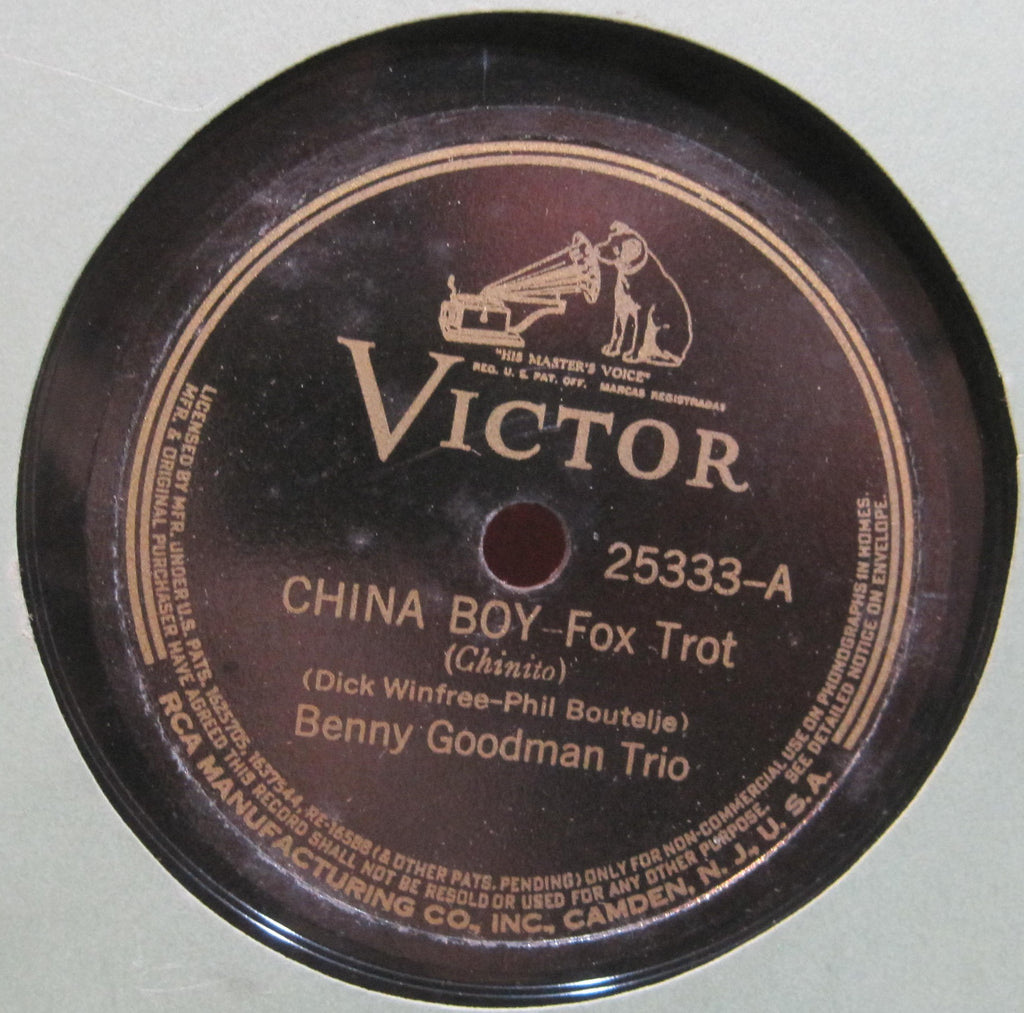 "HIS MASTER'S VOICE"
REG. U. S. PAT. OFF. MARCAS REGISTRADAS
VICTOR
25333-A
CHINA BOY-Fox Trot
(Chinito)
(Dick Winfree-Phil Boutelje)
Benny Goodman Trio
LICENSED BY MFR. UNDER U.S. PATS. 1625705, 1637544, RE-16588 (& OTHER PATS. PENDING) ONLY FOR NON-COMMERCIAL USE ON PHONOGRAPHS IN HOMES.
MFR. & ORIGINAL PURCHASER HAVE AGREED THIS RECORD SHALL NOT BE RESOLD OR USED FOR ANY OTHER PURPOSE. SEE DETAILED NOTICE ON ENVELOPE.
RCA MANUFACTURING CO., INC., CAMDEN, N. J., U. S. A.